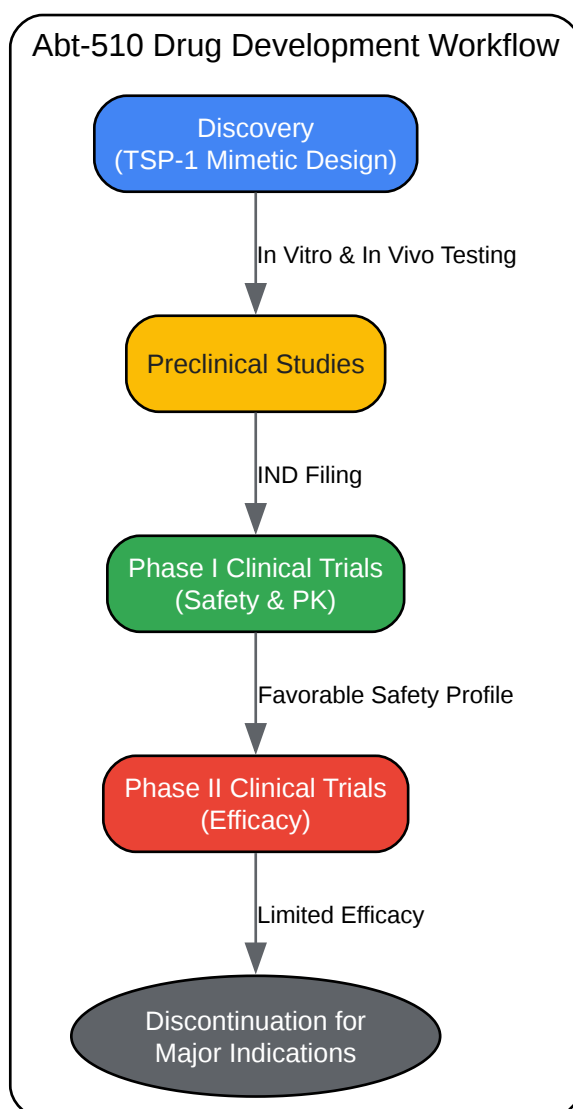 Abt-510 Drug Development Workflow
Discovery
(TSP-1 Mimetic Design)
In Vitro & In Vivo Testing
Preclinical Studies
IND Filing
Phase I Clinical Trials
(Safety & PK)
Favorable Safety Profile
Phase II Clinical Trials
(Efficacy)
Limited Efficacy
Discontinuation for
Major Indications